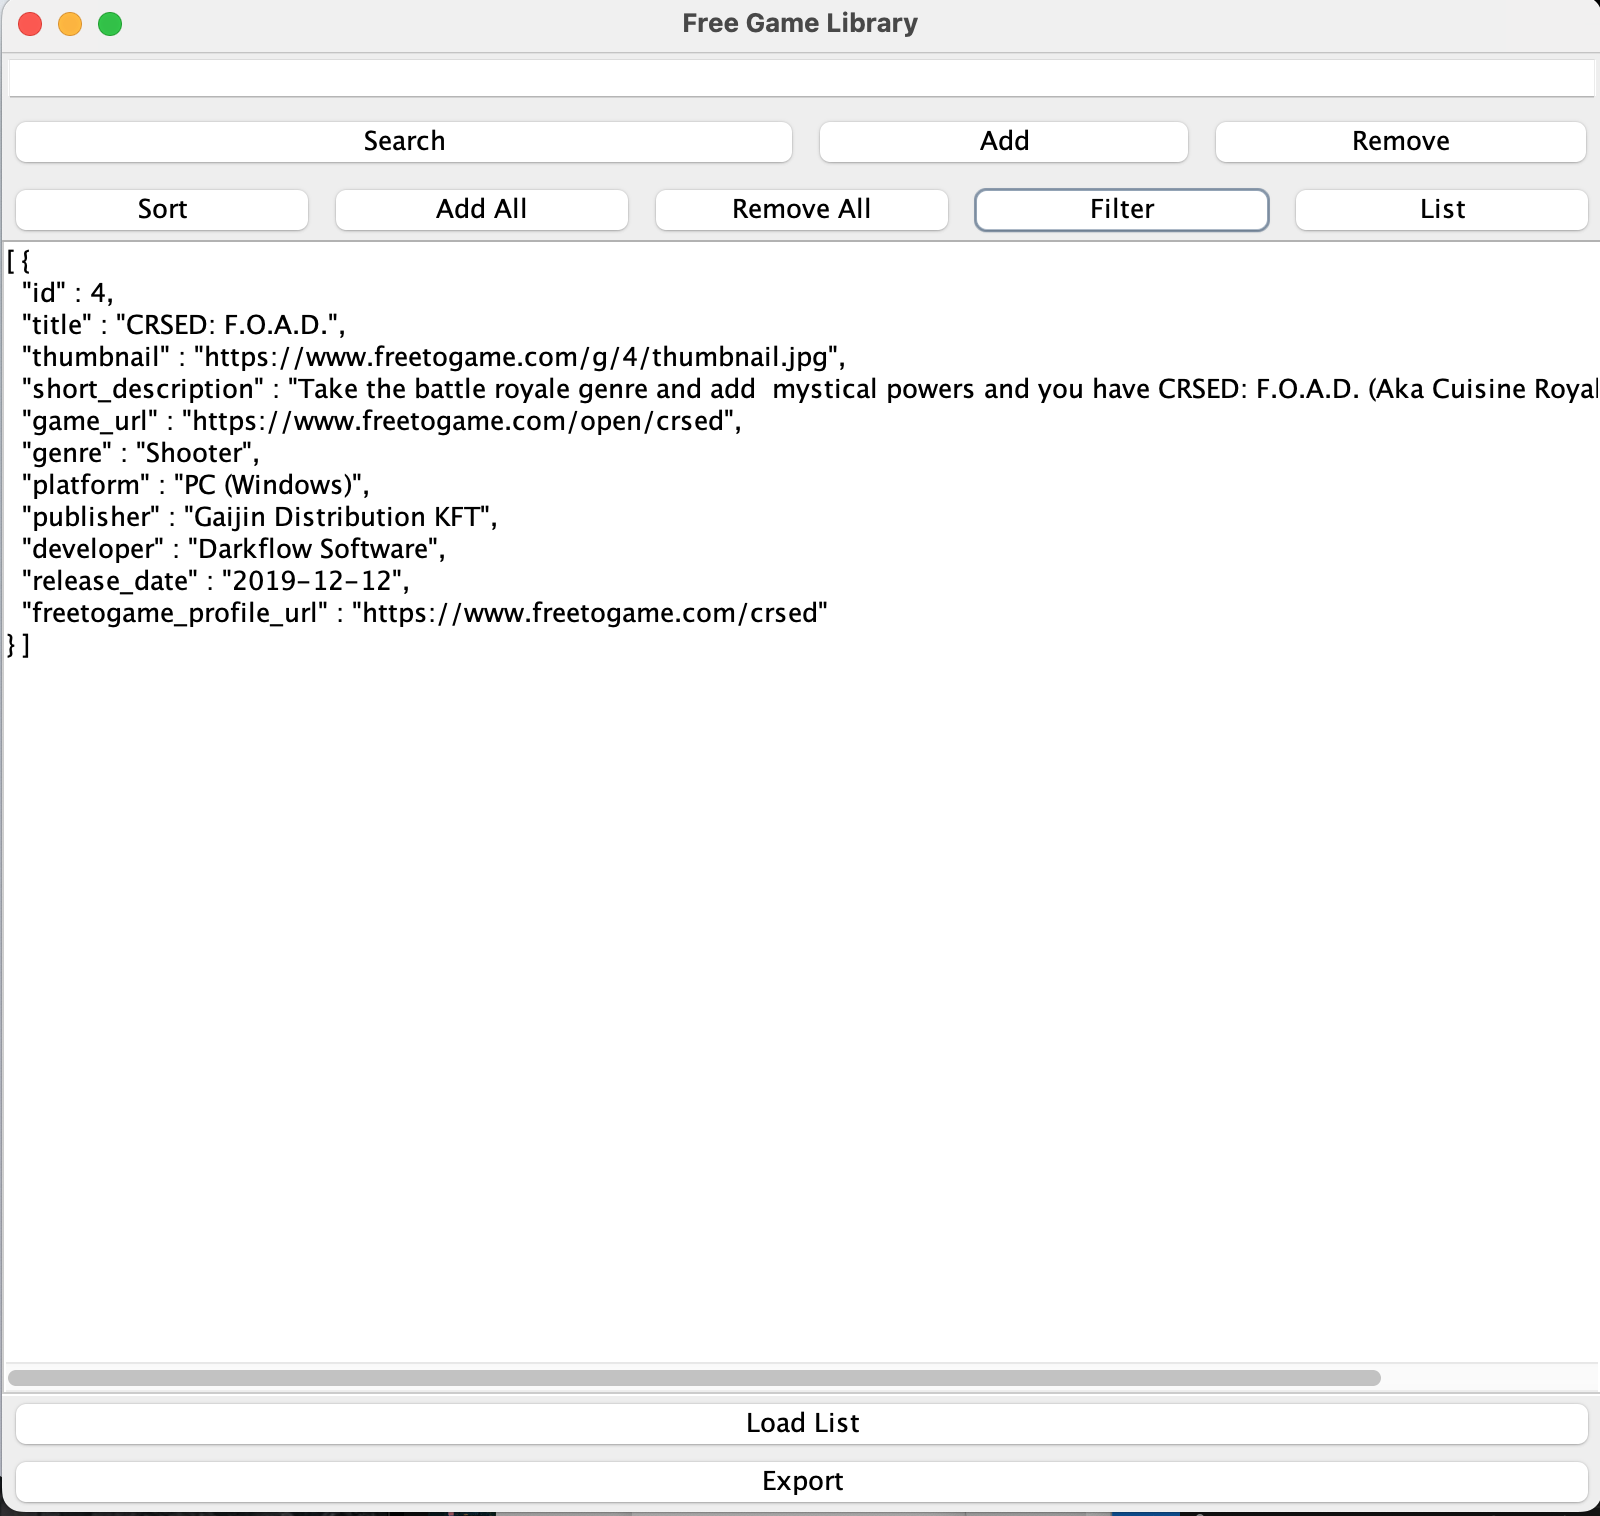 Free Game Library
Search Add Remove
Sort Add All Remove All Filter List
[ {
  "id" : 4,
  "title" : "CRSED: F.O.A.D.",
  "thumbnail" : "https://www.freetogame.com/g/4/thumbnail.jpg",
  "short_description" : "Take the battle royale genre and add  mystical powers and you have CRSED: F.O.A.D. (Aka Cuisine Royal
  "game_url" : "https://www.freetogame.com/open/crsed",
  "genre" : "Shooter",
  "platform" : "PC (Windows)",
  "publisher" : "Gaijin Distribution KFT",
  "developer" : "Darkflow Software",
  "release_date" : "2019-12-12",
  "freetogame_profile_url" : "https://www.freetogame.com/crsed"
} ]
Load List
Export